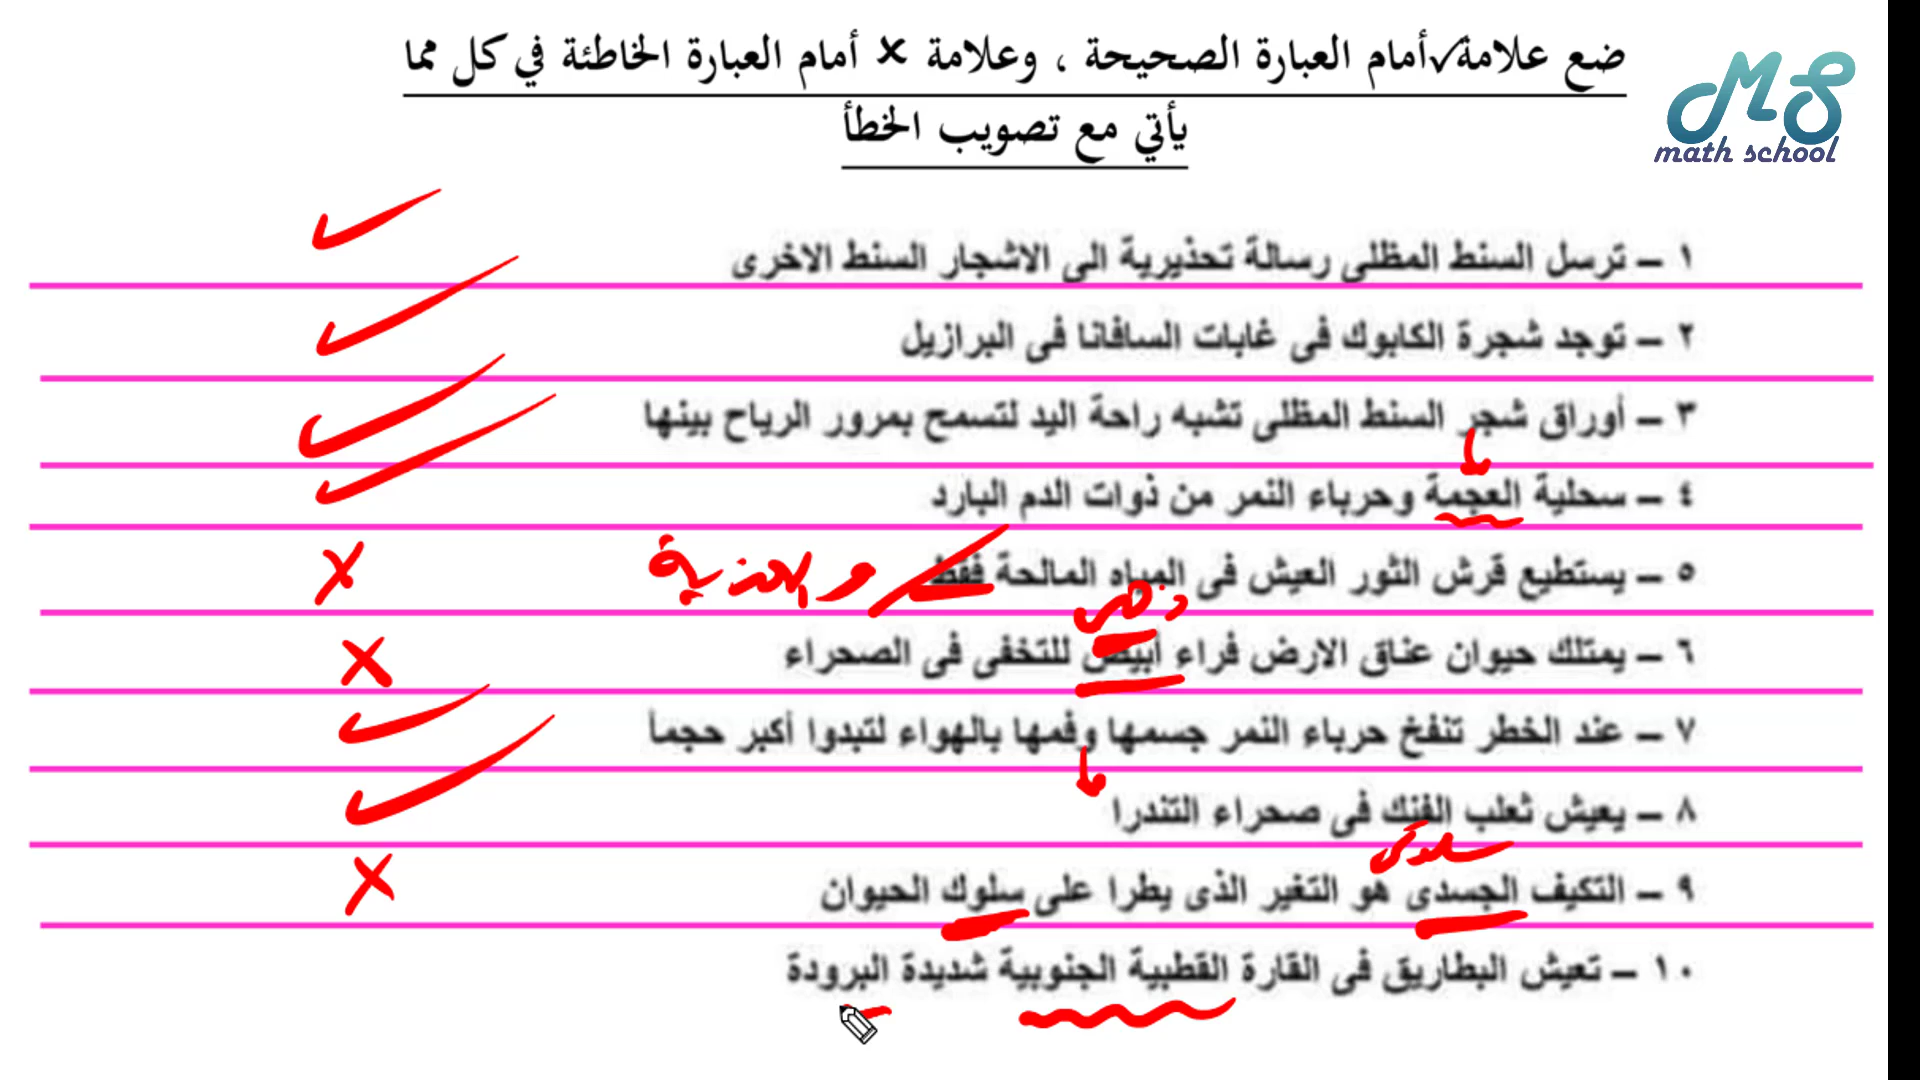 ضع علامة✓أمام العبارة الصحيحة ، وعلامة ✗ أمام العبارة الخاطئة في كل مما
يأتي مع تصويب الخطأ
MS
math school
١ – ترسل السنط المظلى رسالة تحذيرية الى الاشجار السنط الاخرى
٢ – توجد شجرة الكابوك فى غابات السافانا فى البرازيل
٣ – أوراق شجر السنط المظلى تشبه راحة اليد لتسمح بمرور الرياح بينها
٤ – سحلية العجمة وحرباء النمر من ذوات الدم البارد
٥ – يستطيع قرش الثور العيش فى المياه المالحة فقط والعذبة
٦ – يمتلك حيوان عناق الارض فراء أبيض للتخفى فى الصحراء
٧ – عند الخطر تنفخ حرباء النمر جسمها وفمها بالهواء لتبدوا أكبر حجماً
٨ – يعيش ثعلب الفنك فى صحراء التندرا
سلوكى
٩ – التكيف الجسدى هو التغير الذى يطرا على سلوك الحيوان
١٠ – تعيش البطاريق فى القارة القطبية الجنوبية شديدة البرودة